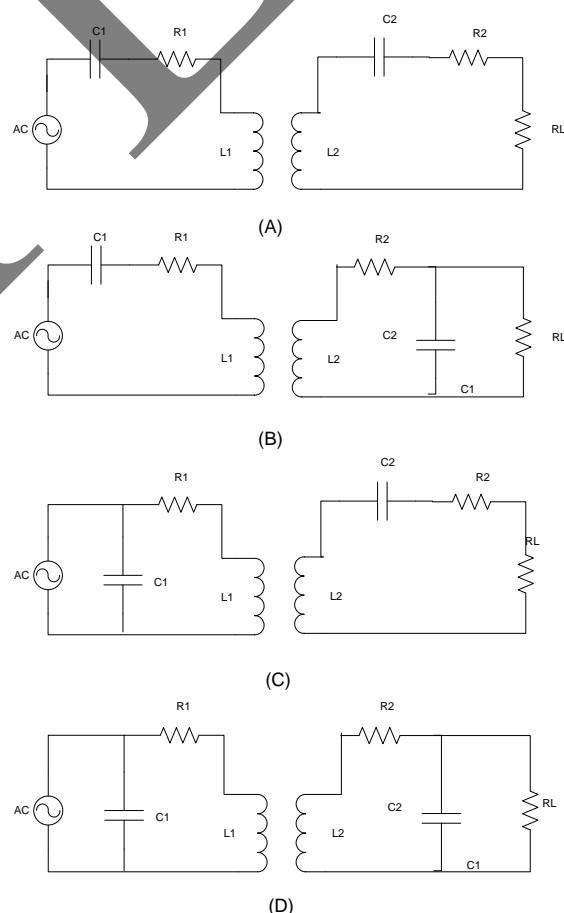 C1 R1 C2 R2
AC L1 L2 RL
(A)
C1 R1 R2
AC L1 L2 C2 RL
C1
(B)
R1 C2 R2
AC C1 L1 L2 RL
(C)
R1 R2
AC C1 L1 L2 C2 RL
C1
(D)